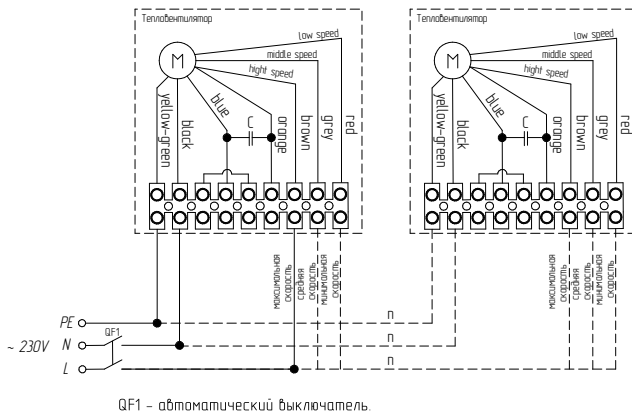 Тепловентилятор
Тепловентилятор
low speed
middle speed
hight speed
M
yellow-green
black
blue
C
orange
brown
grey
red
low speed
middle speed
hight speed
M
yellow-green
black
blue
C
orange
brown
grey
red
максимальная скорость
средняя скорость
минимальная скорость
максимальная скорость
средняя скорость
минимальная скорость
PE
n
~ 230V
N
QF1
n
L
n
QF1 – автоматический выключатель.